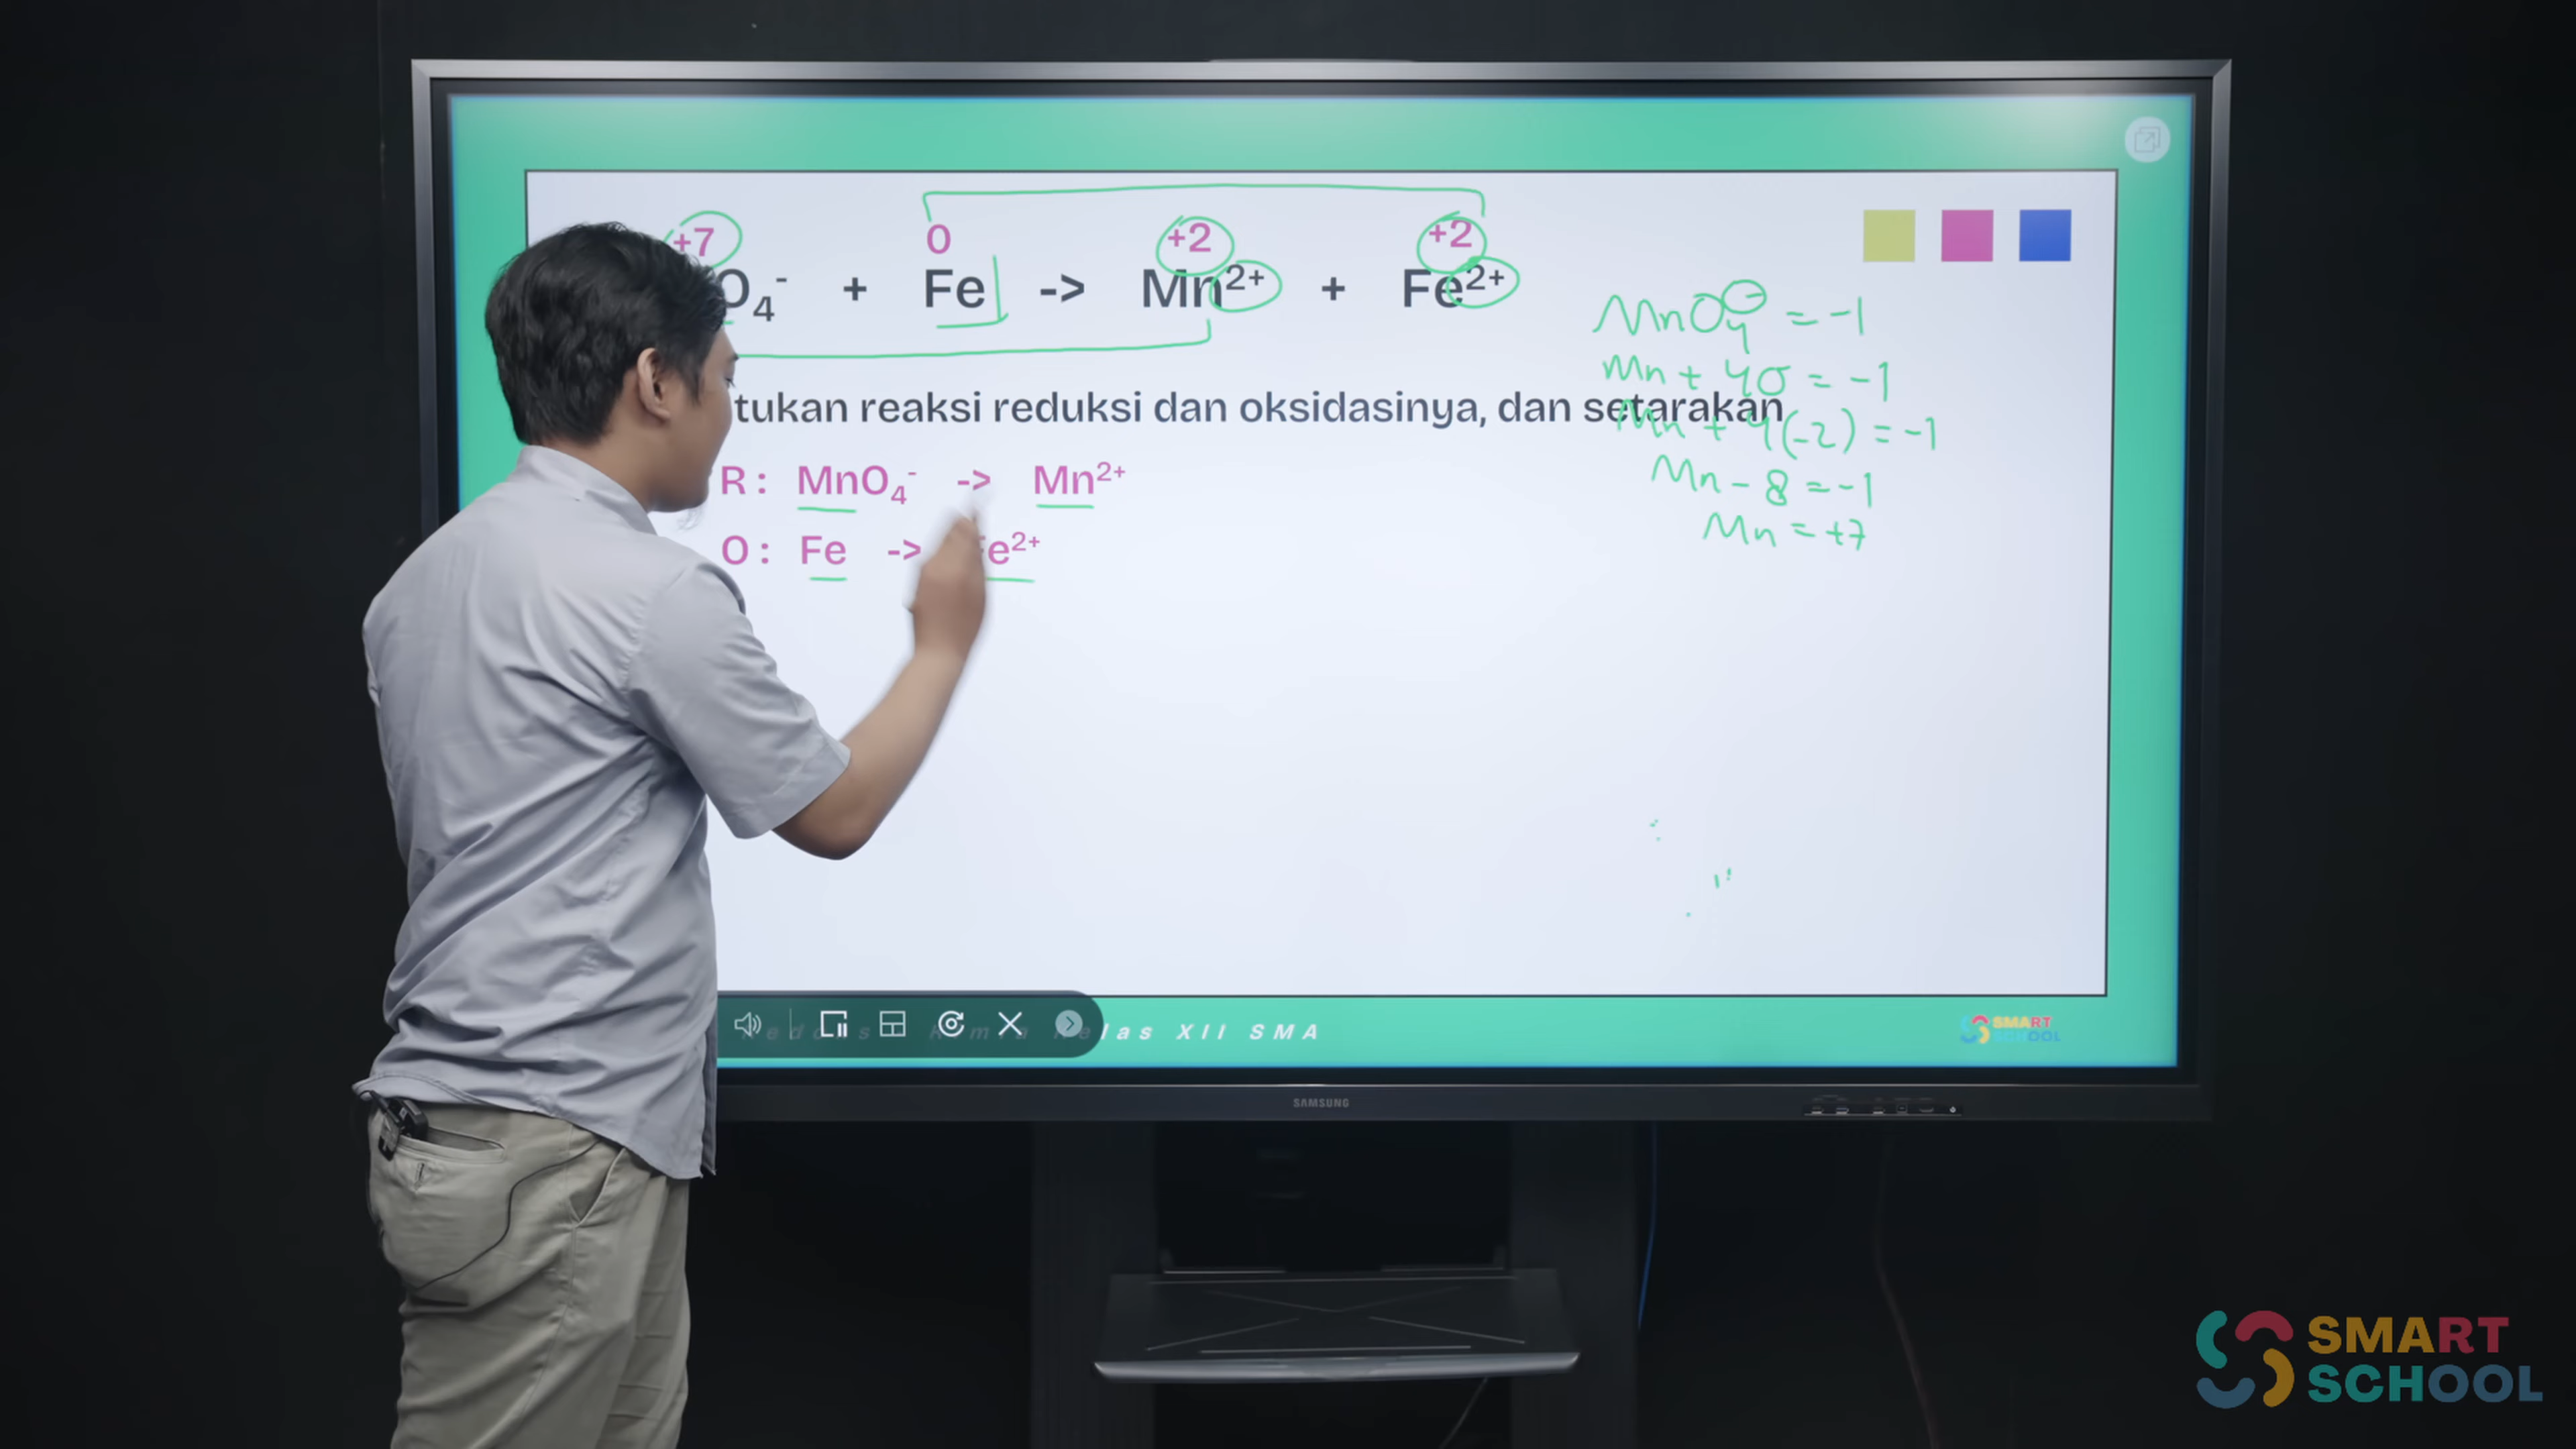 +7 0 +2 +2
O₄⁻ + Fe -> Mn²⁺ + Fe²⁺
MnO₄⁻ = -1
Mn + 4O = -1
tukan reaksi reduksi dan oksidasinya, dan setarakan
Mn + 4(-2) = -1
R : MnO₄⁻ -> Mn²⁺
Mn - 8 = -1
Mn = +7
O : Fe -> Fe²⁺
las XII SMA
SMART
SCHOOL
SAMSUNG
SMART
SCHOOL